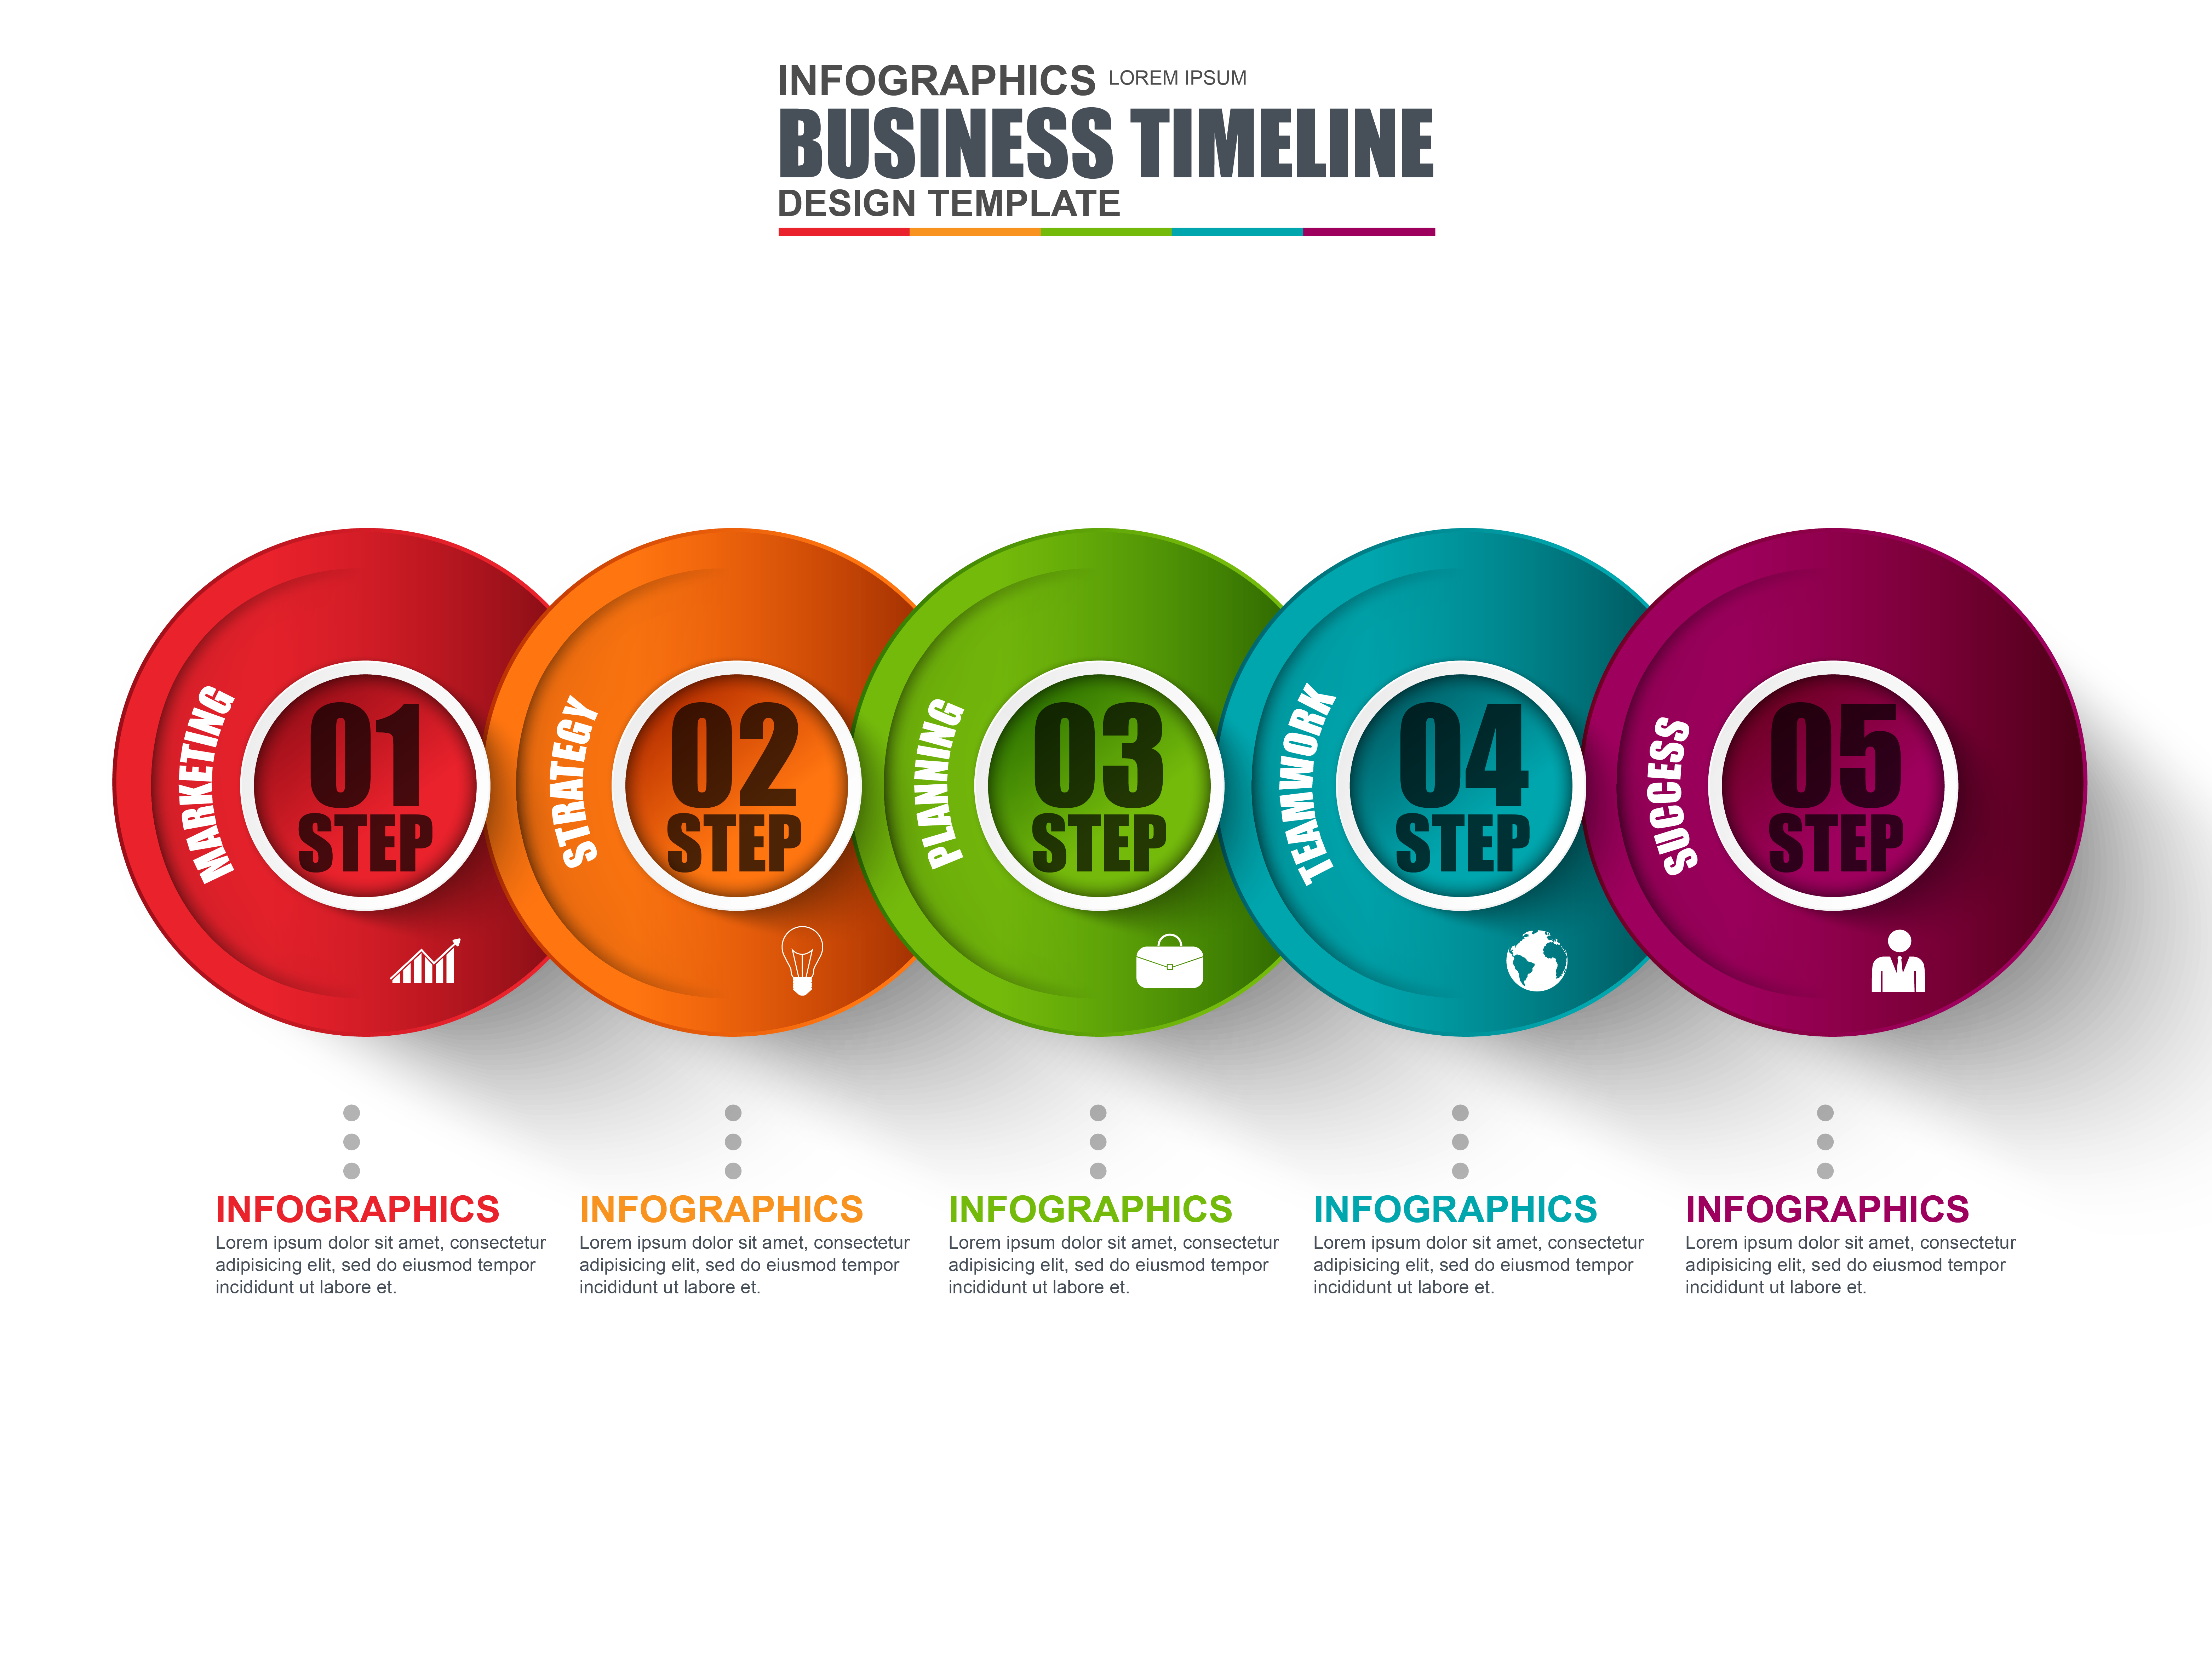 INFOGRAPHICS LOREM IPSUM
BUSINESS TIMELINE
DESIGN TEMPLATE
MARKETING
01
STEP
STRATEGY
02
STEP
PLANNING
03
STEP
TEAMWORK
04
STEP
SUCCESS
05
STEP
INFOGRAPHICS
Lorem ipsum dolor sit amet, consectetur
adipisicing elit, sed do eiusmod tempor
incididunt ut labore et.
INFOGRAPHICS
Lorem ipsum dolor sit amet, consectetur
adipisicing elit, sed do eiusmod tempor
incididunt ut labore et.
INFOGRAPHICS
Lorem ipsum dolor sit amet, consectetur
adipisicing elit, sed do eiusmod tempor
incididunt ut labore et.
INFOGRAPHICS
Lorem ipsum dolor sit amet, consectetur
adipisicing elit, sed do eiusmod tempor
incididunt ut labore et.
INFOGRAPHICS
Lorem ipsum dolor sit amet, consectetur
adipisicing elit, sed do eiusmod tempor
incididunt ut labore et.